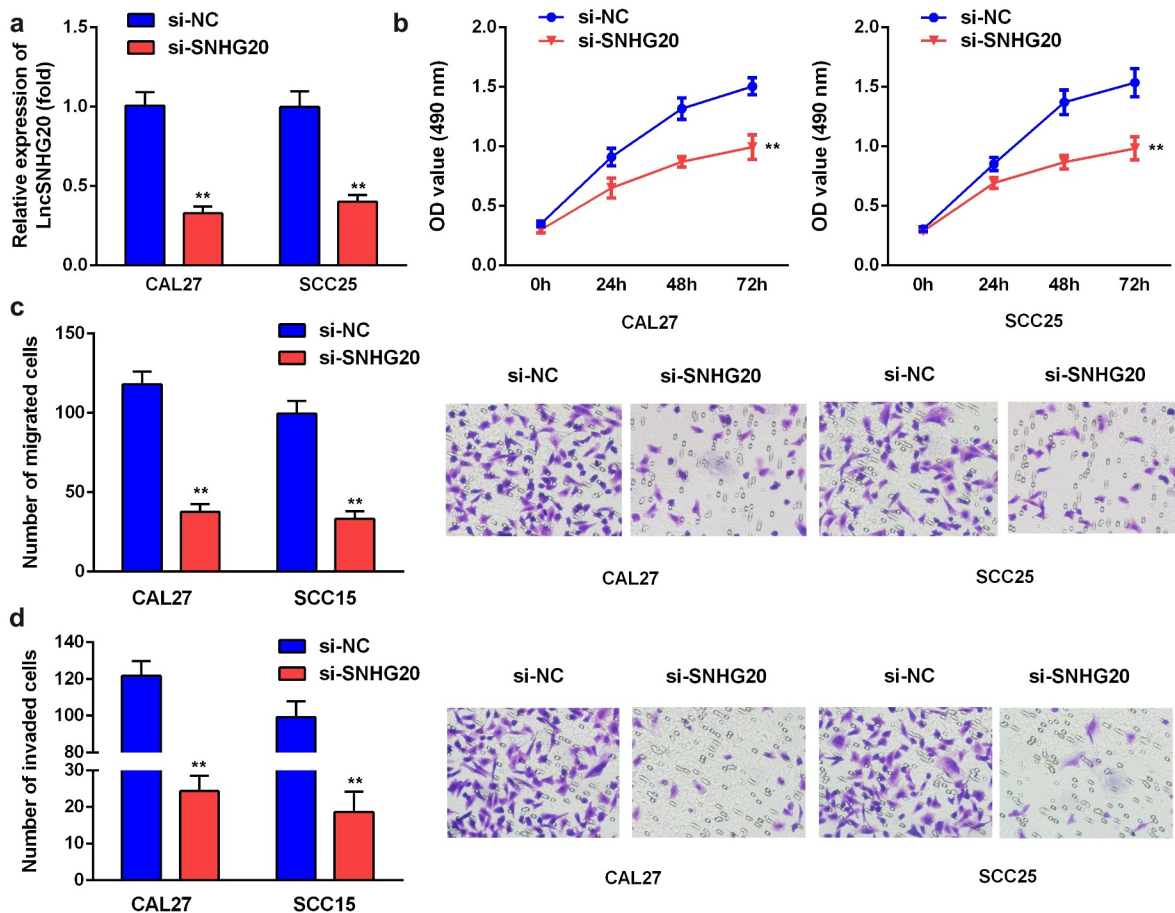 a
si-NC
si-SNHG20
Relative expression of
LncSNHG20 (fold)
1.5
1.0
0.5
0.0
**
**
CAL27
SCC25
b
si-NC
si-SNHG20
OD value (490 nm)
2.0
1.5
1.0
0.5
0.0
**
0h
24h
48h
72h
CAL27
si-NC
si-SNHG20
OD value (490 nm)
2.0
1.5
1.0
0.5
0.0
**
0h
24h
48h
72h
SCC25
c
si-NC
si-SNHG20
Number of migrated cells
150
100
50
0
**
**
CAL27
SCC15
si-NC
si-SNHG20
si-NC
si-SNHG20
CAL27
SCC25
d
si-NC
si-SNHG20
Number of invaded cells
140
120
100
80
60
40
20
0
**
**
CAL27
SCC15
si-NC
si-SNHG20
si-NC
si-SNHG20
CAL27
SCC25